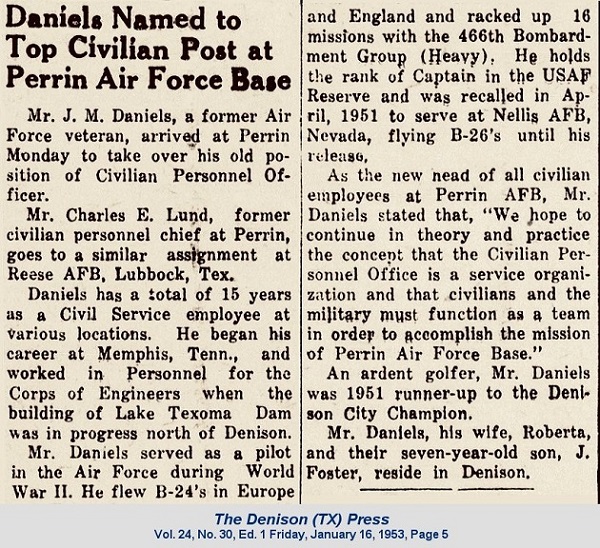 Daniels Named to
Top Civilian Post at
Perrin Air Force Base
Mr. J. M. Daniels, a former Air
Force veteran, arrived at Perrin
Monday to take over his old po-
sition of Civilian Personnel Of-
ficer.
Mr. Charles E. Lund, former
civilian personnel chief at Perrin,
goes to a similar assignment at
Reese AFB, Lubbock, Tex.
Daniels has a total of 15 years
as a Civil Service employee at
various locations. He began his
career at Memphis, Tenn., and
worked in Personnel for the
Corps of Engineers when the
building of Lake Texoma Dam
was in progress north of Denison.
Mr. Daniels served as a pilot
in the Air Force during World
War II. He flew B-24's in Europe
and England and racked up 16
missions with the 466th Bombard-
ment Group (Heavy). He holds
the rank of Captain in the USAF
Reserve and was recalled in Ap-
ril, 1951 to serve at Nellis AFB,
Nevada, flying B-26's until his
release.
As the new nead of all civilian
employees at Perrin AFB, Mr.
Daniels stated that, "We hope to
continue in theory and practice
the concept that the Civilian Per-
sonnel Office is a service organi-
zation and that civilians and the
military must function as a team
in order to accomplish the mission
of Perrin Air Force Base."
An ardent golfer, Mr. Daniels
was 1951 runner-up to the Deni-
son City Champion.
Mr. Daniels, his wife, Roberta,
and their seven-year-old son, J.
Foster, reside in Denison.
The Denison (TX) Press
Vol. 24, No. 30, Ed. 1 Friday, January 16, 1953, Page 5